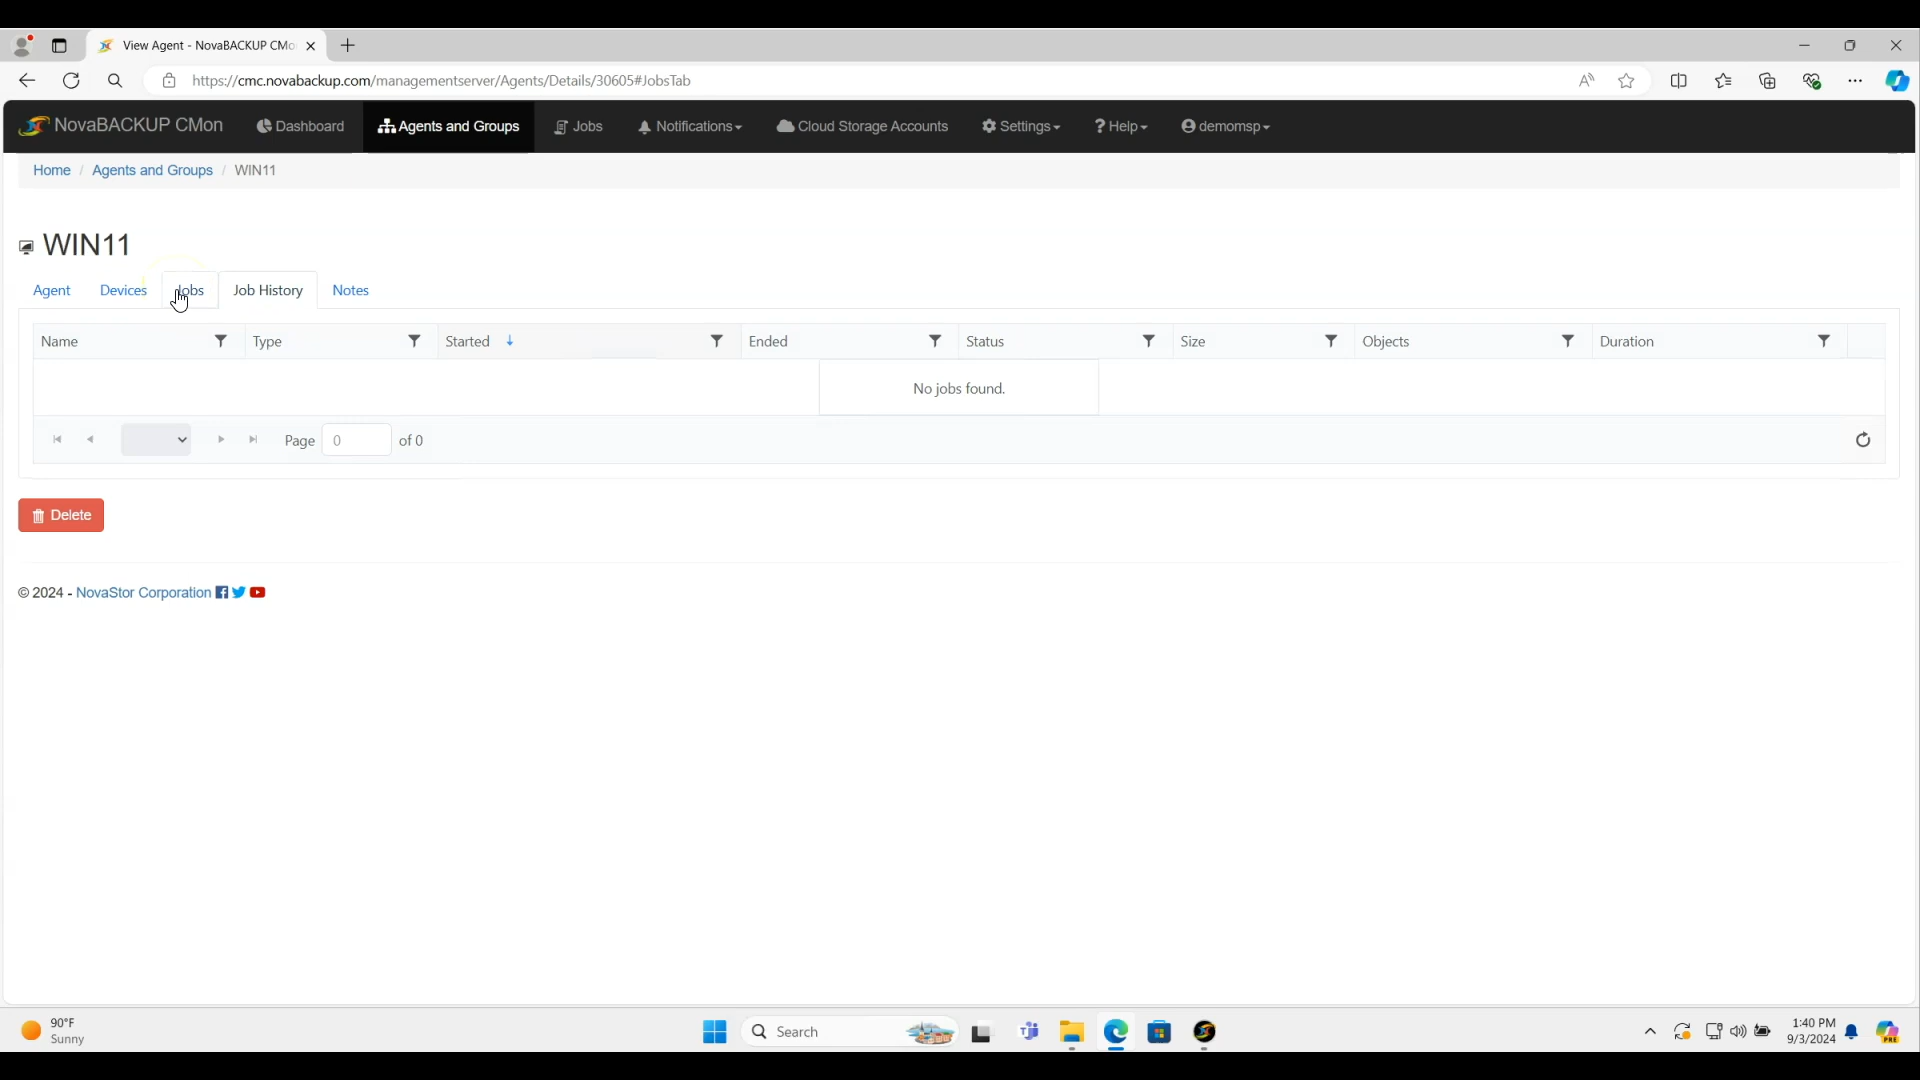 View Agent - NovaBACKUP CMo
https://cmc.novabackup.com/managementserver/Agents/Details/30605#JobsTab
NovaBACKUP CMon Dashboard Agents and Groups Jobs Notifications Cloud Storage Accounts Settings Help demomsp
Home / Agents and Groups / WIN11
WIN11
Agent Devices Jobs Job History Notes
Name Type Started Ended Status Size Objects Duration
No jobs found.
Page 0 of 0
Delete
© 2024 - NovaStor Corporation
90°F
Sunny
Search
1:40 PM
9/3/2024
PRE